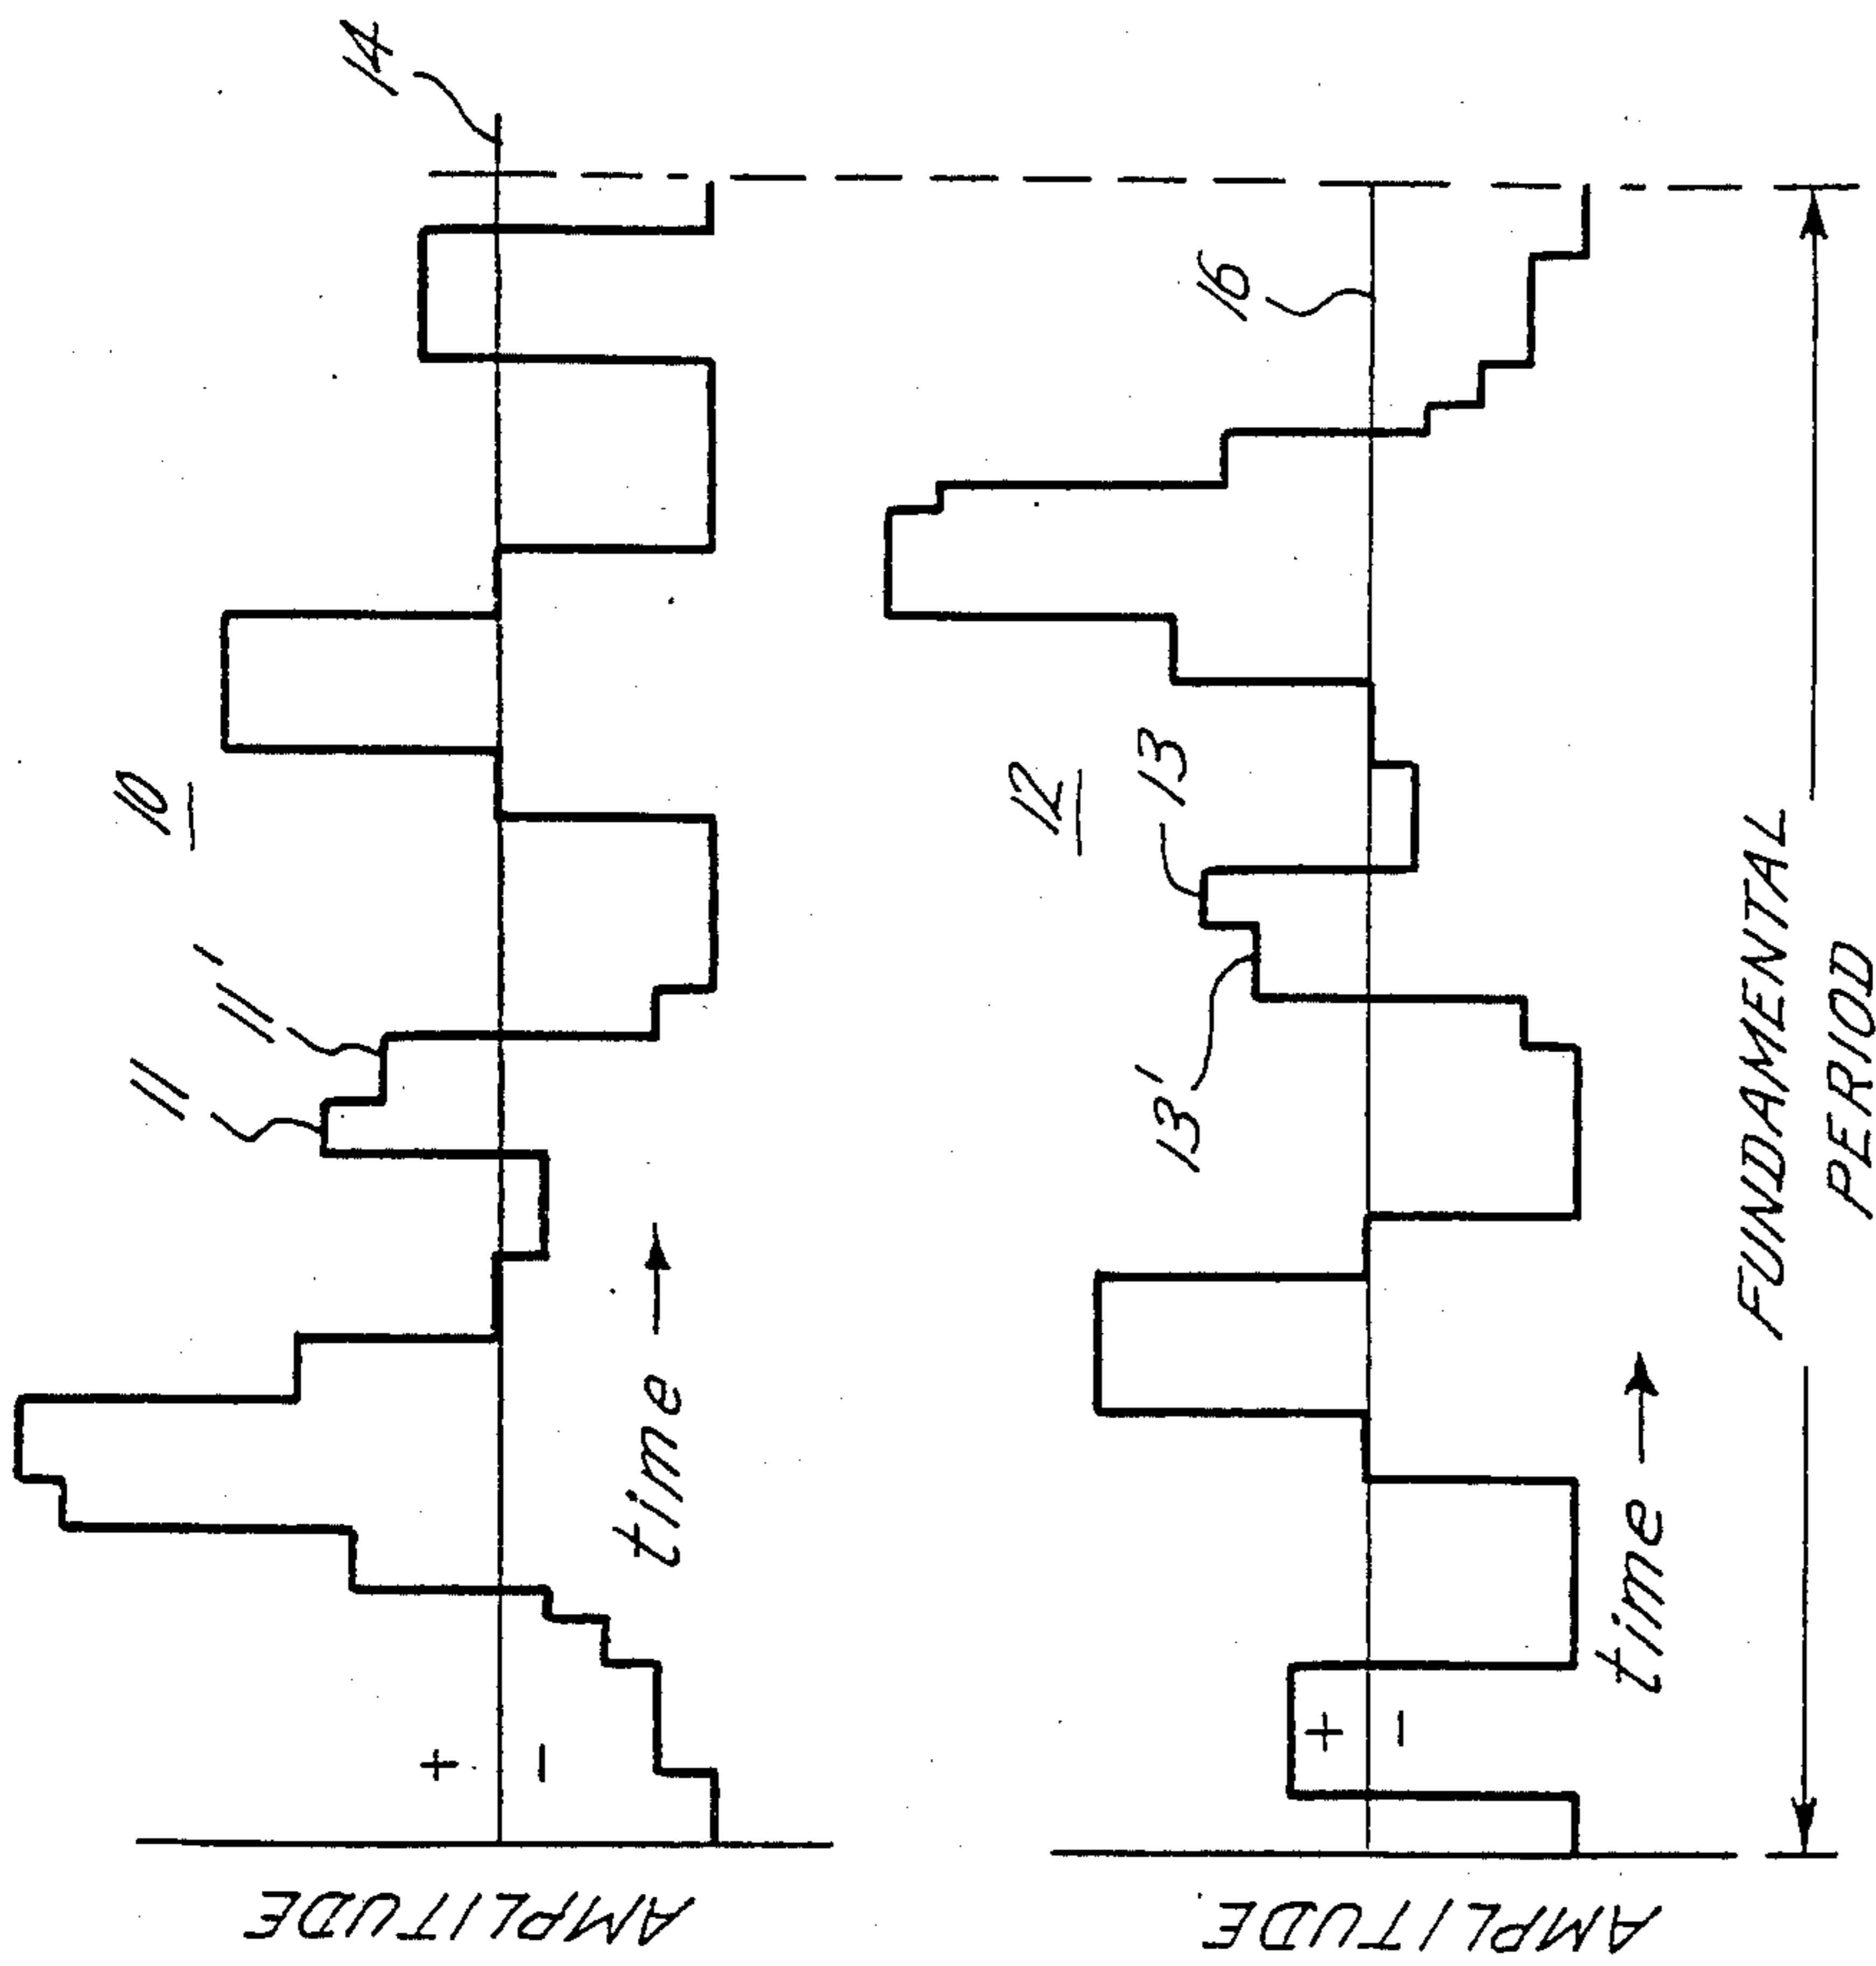 AMPLITUDE
+
−
time →
10
11
11'
14
AMPLITUDE
+
−
time →
12
13'
13
16
FUNDAMENTAL
PERIOD